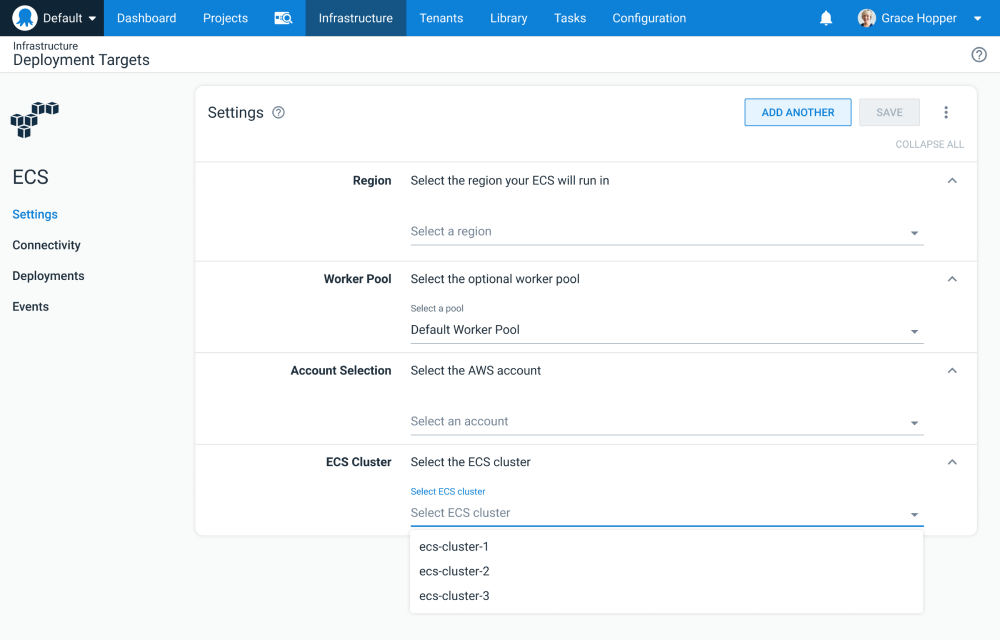 Default
Dashboard
Projects
Infrastructure
Tenants
Library
Tasks
Configuration
Grace Hopper
Infrastructure
Deployment Targets
ECS
Settings
Connectivity
Deployments
Events
Settings
ADD ANOTHER
SAVE
COLLAPSE ALL
Region
Select the region your ECS will run in
Select a region
Worker Pool
Select the optional worker pool
Select a pool
Default Worker Pool
Account Selection
Select the AWS account
Select an account
ECS Cluster
Select the ECS cluster
Select ECS cluster
Select ECS cluster
ecs-cluster-1
ecs-cluster-2
ecs-cluster-3